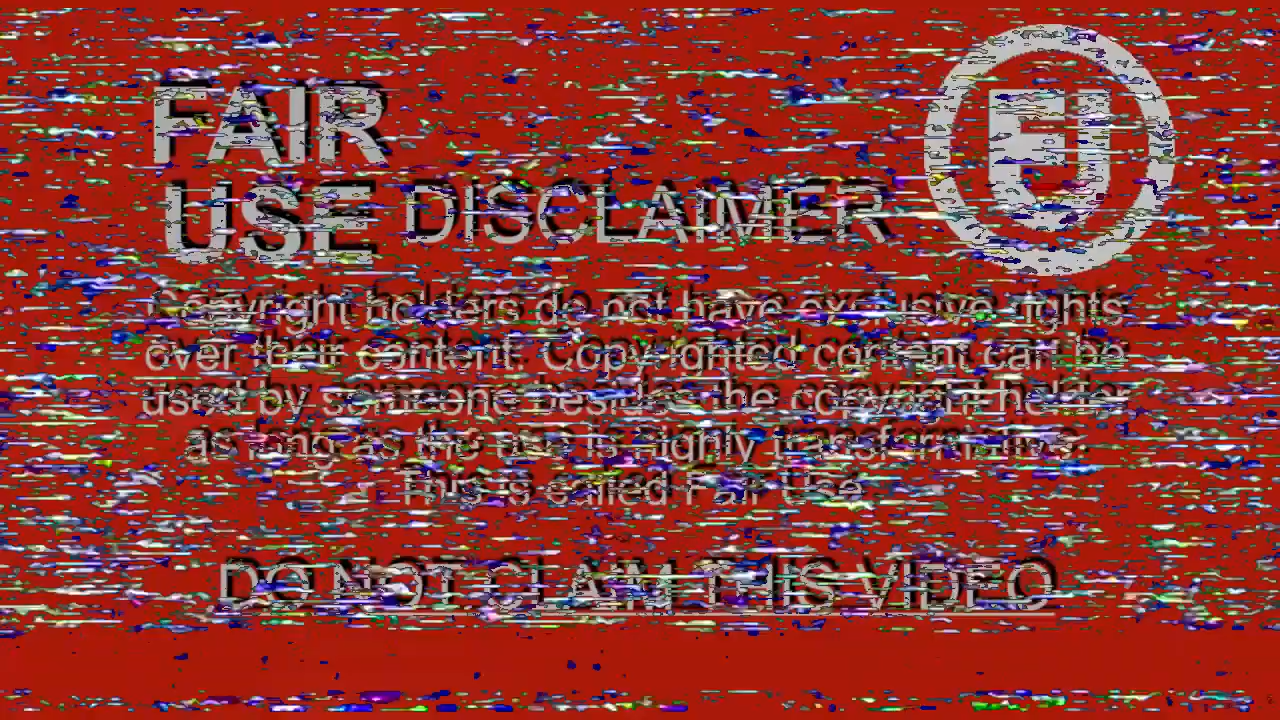 FAIR
USE DISCLAIMER
FU
Copyright holders do not have exclusive rights
over their content. Copyrighted content can be
used by someone besides the copyright holder
as long as the use is highly transformative.
This is called Fair Use.
DO NOT CLAIM THIS VIDEO